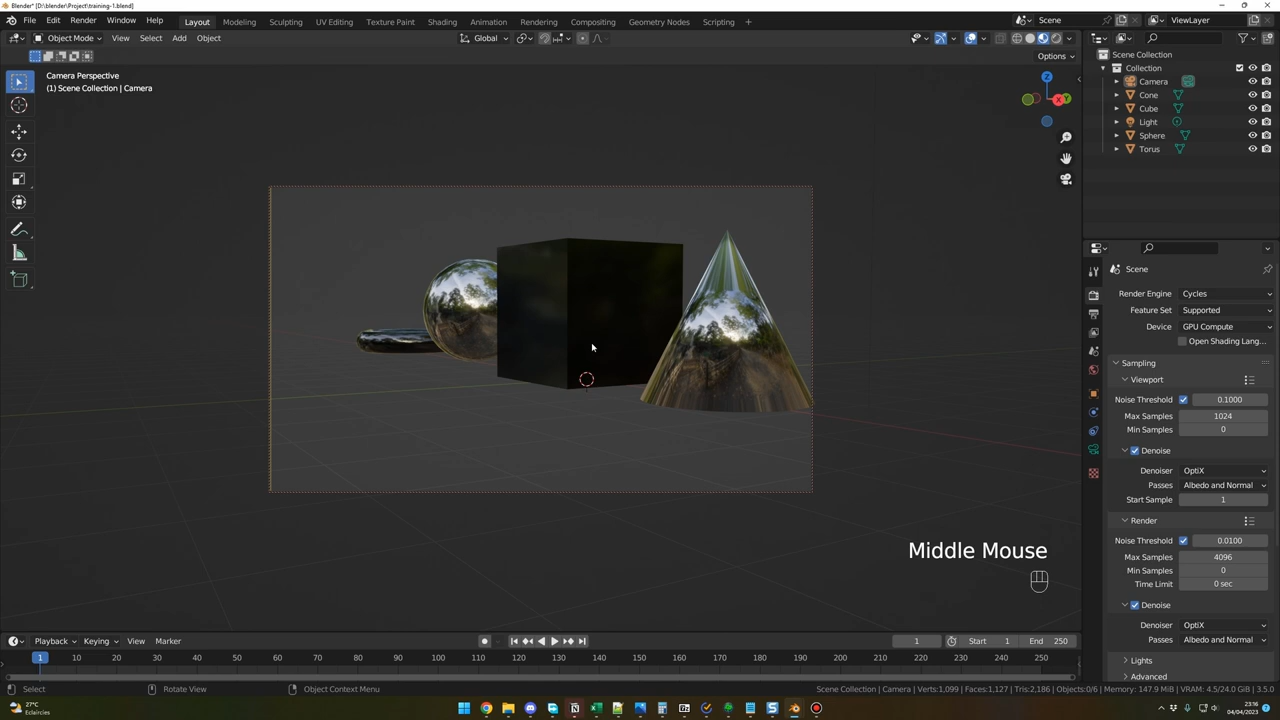 Blender* [D:\blender\Project\training-1.blend]
File Edit Render Window Help Layout Modeling Sculpting UV Editing Texture Paint Shading Animation Rendering Compositing Geometry Nodes Scripting + Scene ViewLayer
Object Mode View Select Add Object Global
Options
Camera Perspective
(1) Scene Collection | Camera
Z
X
Y
Scene Collection
Collection
Camera
Cone
Cube
Light
Sphere
Torus
Scene
Render Engine Cycles
Feature Set Supported
Device GPU Compute
Open Shading Lang...
Sampling
Viewport
Noise Threshold 0.1000
Max Samples 1024
Min Samples 0
Denoise
Denoiser OptiX
Passes Albedo and Normal
Start Sample 1
Render
Noise Threshold 0.0100
Max Samples 4096
Min Samples 0
Time Limit 0 sec
Denoise
Denoiser OptiX
Passes Albedo and Normal
Lights
Advanced
Middle Mouse
Playback Keying View Marker 1 Start 1 End 250
1 10 20 30 40 50 60 70 80 90 100 110 120 130 140 150 160 170 180 190 200 210 220 230 240 250
Select Rotate View Object Context Menu Scene Collection | Camera | Verts:1,099 | Faces:1,127 | Tris:2,186 | Objects:0/6 | Memory: 147.9 MiB | VRAM: 4.5/24.0 GiB | 3.5.0
27°C
Eclaircies
23:16
04/04/2023